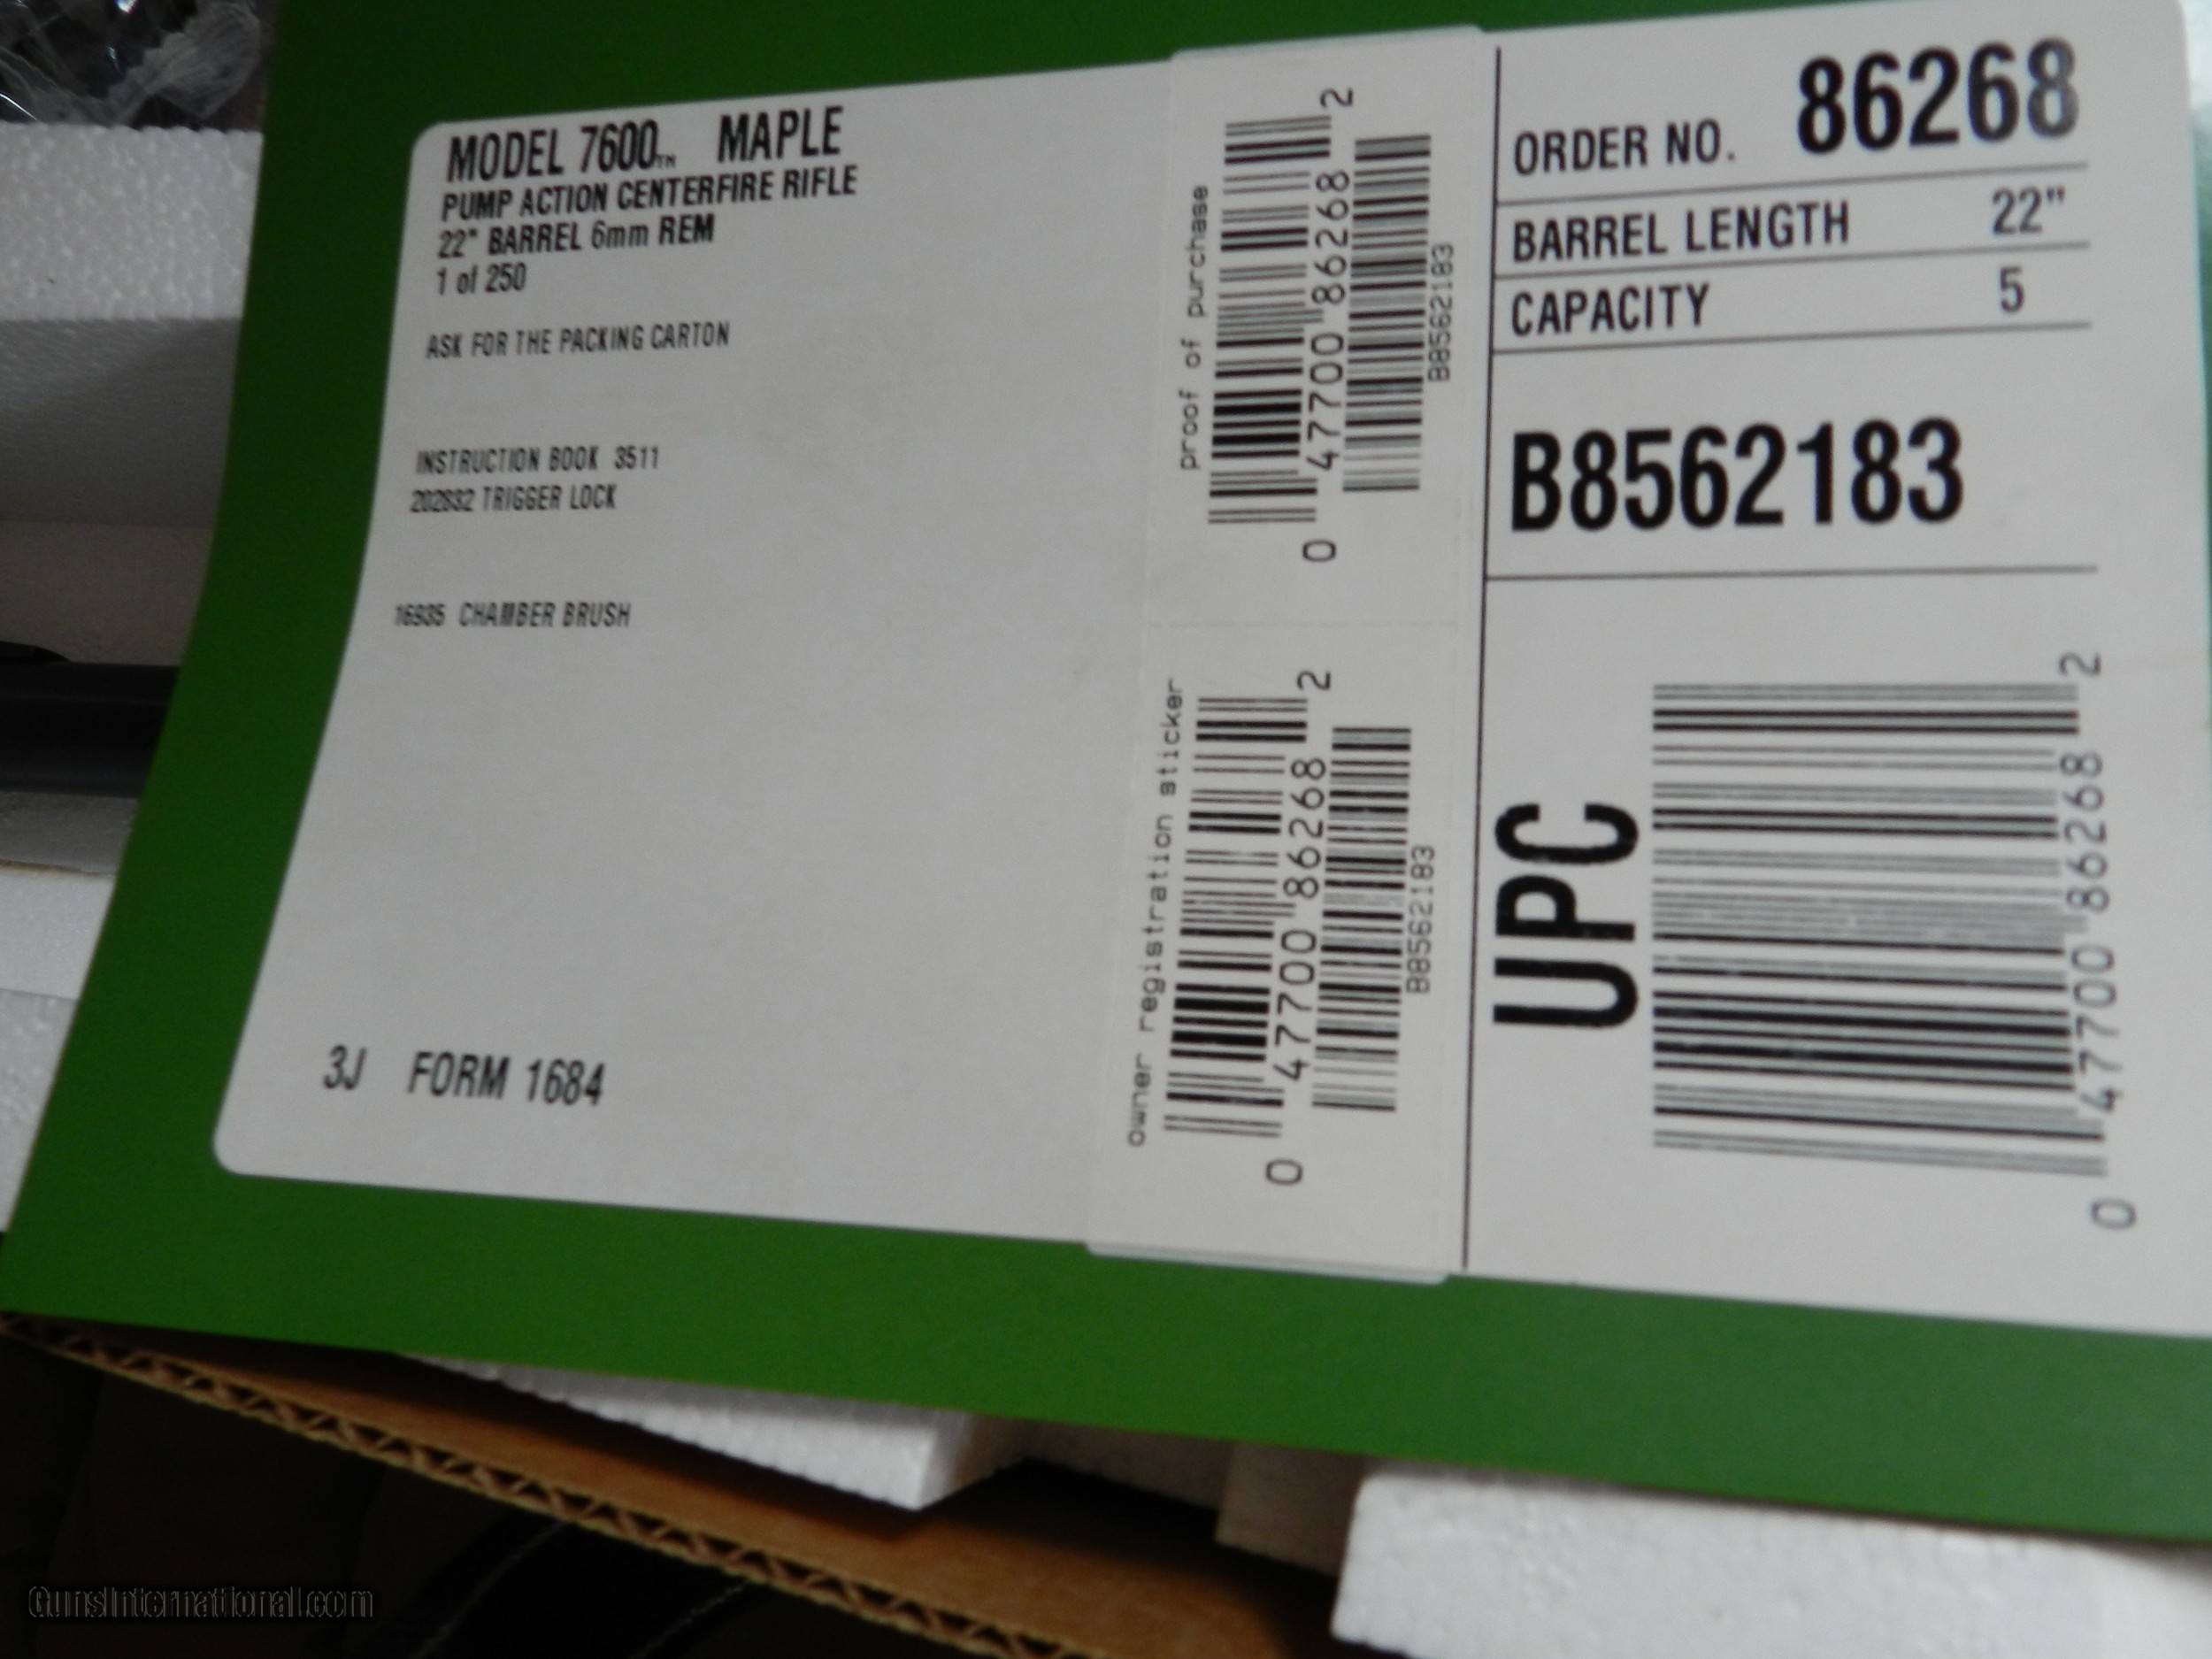 MODEL 7600™ MAPLE
PUMP ACTION CENTERFIRE RIFLE
22" BARREL 6mm REM
1 of 250
ASK FOR THE PACKING CARTON
INSTRUCTION BOOK 3511
202832 TRIGGER LOCK
16935 CHAMBER BRUSH
3J FORM 1684
proof of purchase
0 47700 86268 2
B8562183
owner registration sticker
0 47700 86268 2
B8562183
ORDER NO. 86268
BARREL LENGTH 22"
CAPACITY 5
B8562183
UPC
0 47700 86268 2
GunsInternational.com